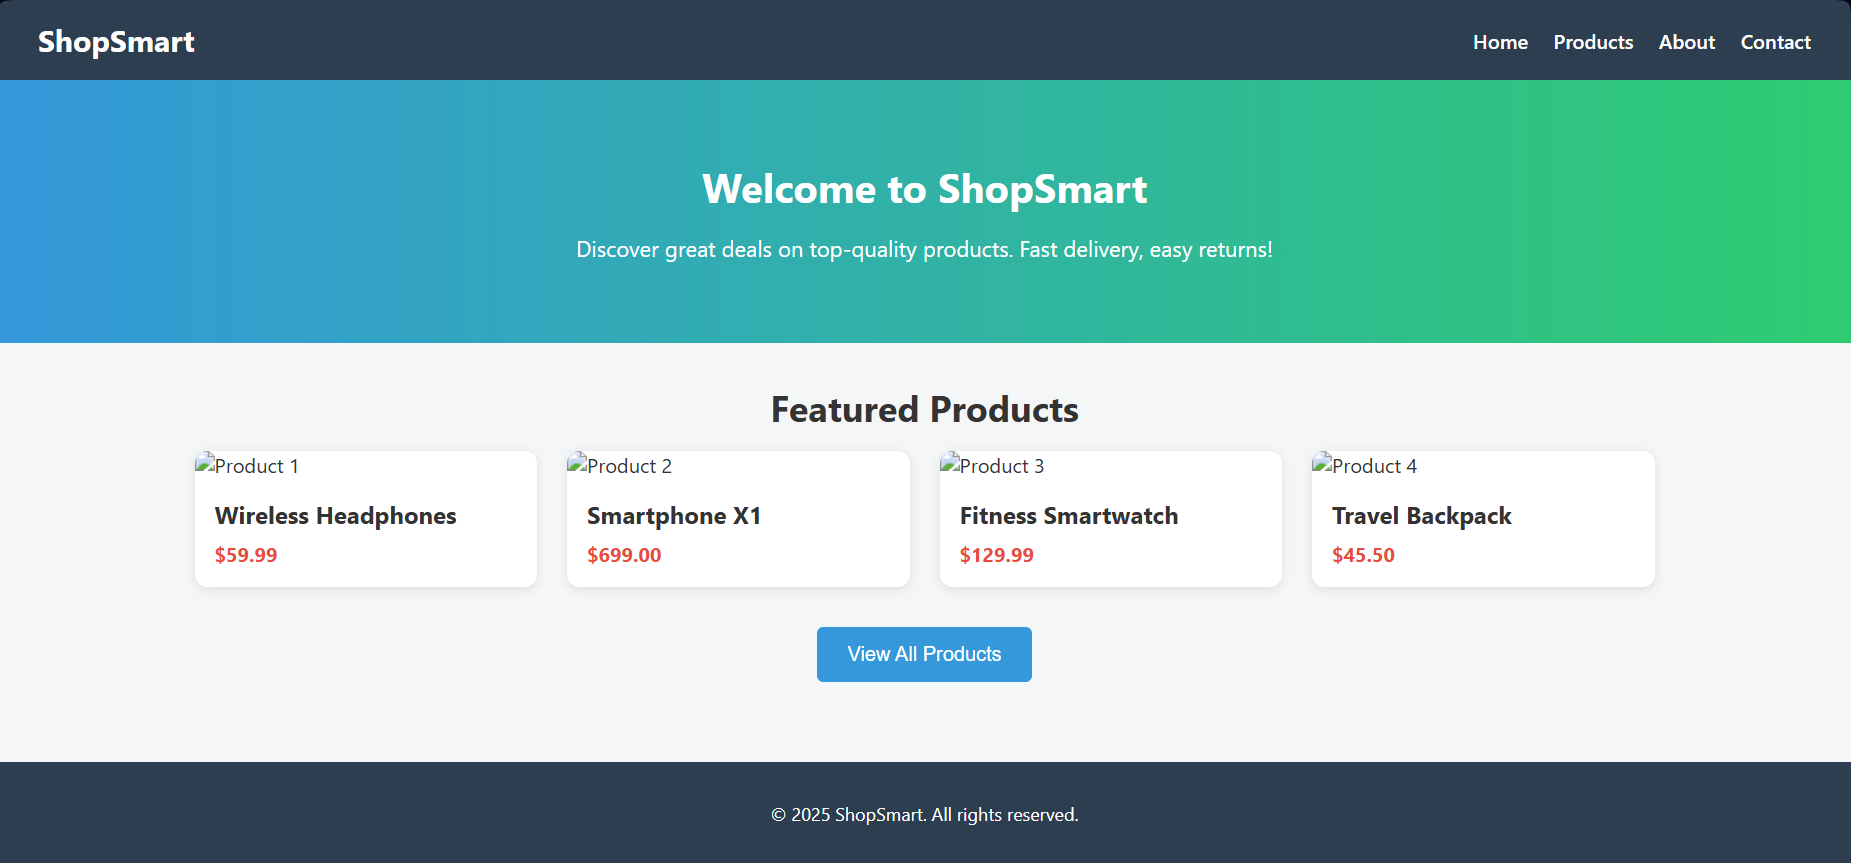 ShopSmart
Home Products About Contact
Welcome to ShopSmart
Discover great deals on top-quality products. Fast delivery, easy returns!
Featured Products
Product 1
Wireless Headphones
$59.99
Product 2
Smartphone X1
$699.00
Product 3
Fitness Smartwatch
$129.99
Product 4
Travel Backpack
$45.50
View All Products
© 2025 ShopSmart. All rights reserved.